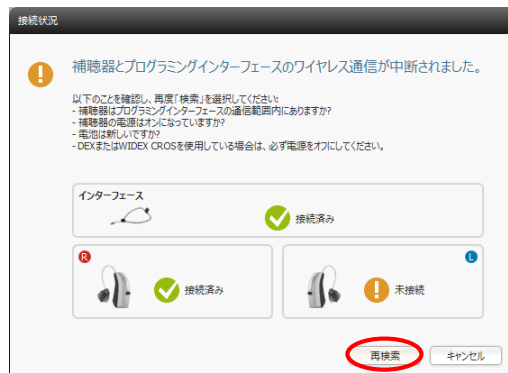 接続状況
補聴器とプログラミングインターフェースのワイヤレス通信が中断されました。
以下のことを確認し、再度「検索」を選択してください:
- 補聴器はプログラミングインターフェースの通信範囲内にありますか?
- 補聴器の電源はオンになっていますか?
- 電池は新しいですか?
- DEXまたはWIDEX CROSを使用している場合は、必ず電源をオフにしてください。
インターフェース
接続済み
R
接続済み
L
未接続
再検索
キャンセル